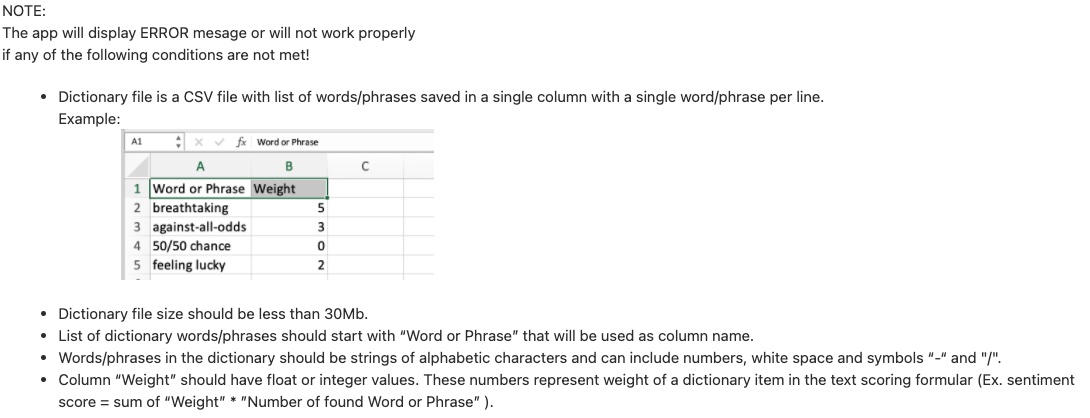 NOTE:
The app will display ERROR mesage or will not work properly
if any of the following conditions are not met!
• Dictionary file is a CSV file with list of words/phrases saved in a single column with a single word/phrase per line.
Example:
A1 fx Word or Phrase
A B C
1 Word or Phrase Weight
2 breathtaking 5
3 against-all-odds 3
4 50/50 chance 0
5 feeling lucky 2
• Dictionary file size should be less than 30Mb.
• List of dictionary words/phrases should start with “Word or Phrase” that will be used as column name.
• Words/phrases in the dictionary should be strings of alphabetic characters and can include numbers, white space and symbols “-“ and "/".
• Column “Weight” should have float or integer values. These numbers represent weight of a dictionary item in the text scoring formular (Ex. sentiment
score = sum of “Weight” * ”Number of found Word or Phrase” ).